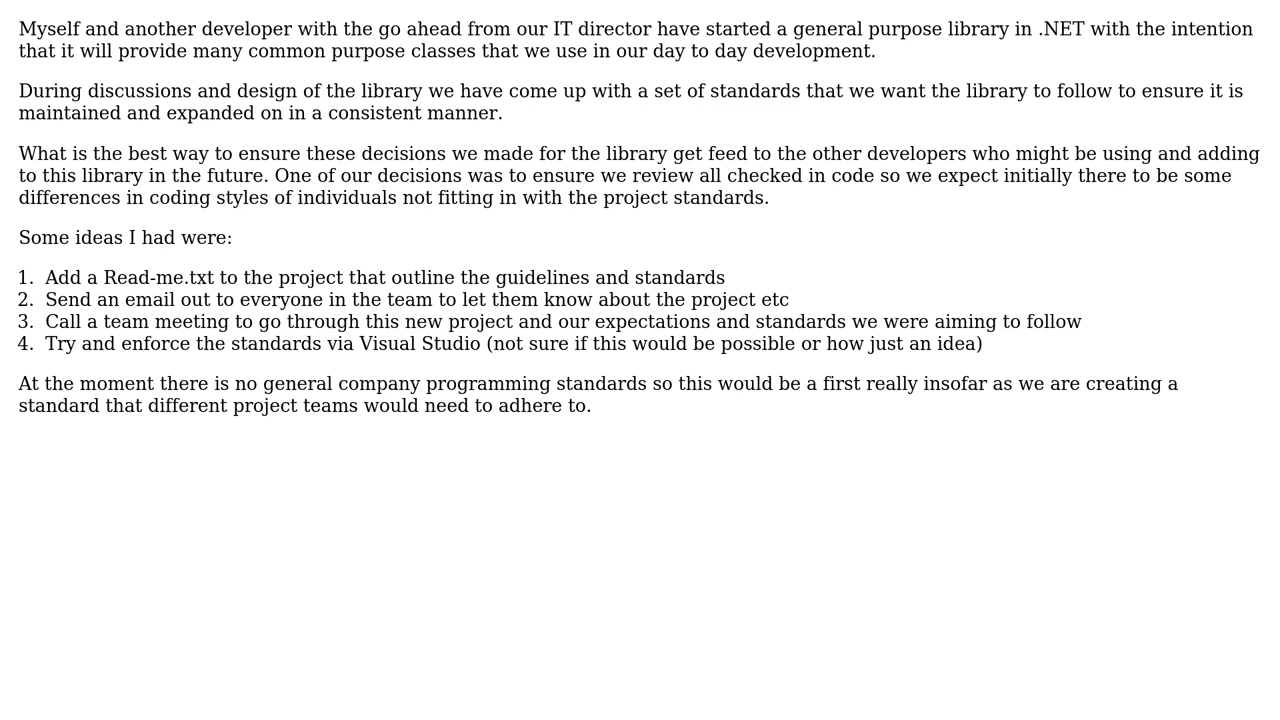 Myself and another developer with the go ahead from our IT director have started a general purpose library in .NET with the intention
that it will provide many common purpose classes that we use in our day to day development.
During discussions and design of the library we have come up with a set of standards that we want the library to follow to ensure it is
maintained and expanded on in a consistent manner.
What is the best way to ensure these decisions we made for the library get feed to the other developers who might be using and adding
to this library in the future. One of our decisions was to ensure we review all checked in code so we expect initially there to be some
differences in coding styles of individuals not fitting in with the project standards.
Some ideas I had were:
1. Add a Read-me.txt to the project that outline the guidelines and standards
2. Send an email out to everyone in the team to let them know about the project etc
3. Call a team meeting to go through this new project and our expectations and standards we were aiming to follow
4. Try and enforce the standards via Visual Studio (not sure if this would be possible or how just an idea)
At the moment there is no general company programming standards so this would be a first really insofar as we are creating a
standard that different project teams would need to adhere to.